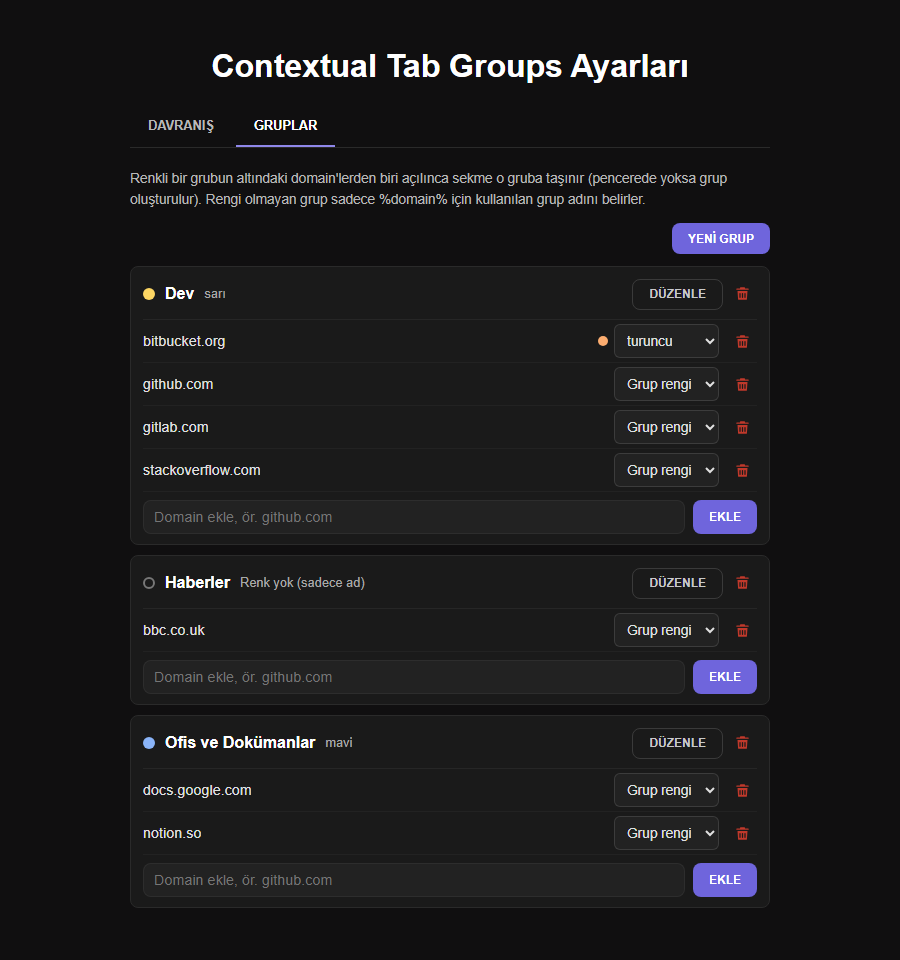 Contextual Tab Groups Ayarları
DAVRANIŞ GRUPLAR
Renkli bir grubun altındaki domain'lerden biri açılınca sekme o gruba taşınır (pencerede yoksa grup
oluşturulur). Rengi olmayan grup sadece %domain% için kullanılan grup adını belirler.
YENİ GRUP
Dev sarı DÜZENLE
bitbucket.org turuncu
github.com Grup rengi
gitlab.com Grup rengi
stackoverflow.com Grup rengi
Domain ekle, ör. github.com EKLE
Haberler Renk yok (sadece ad) DÜZENLE
bbc.co.uk Grup rengi
Domain ekle, ör. github.com EKLE
Ofis ve Dokümanlar mavi DÜZENLE
docs.google.com Grup rengi
notion.so Grup rengi
Domain ekle, ör. github.com EKLE